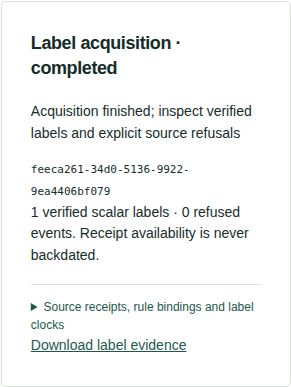 Label acquisition ·
completed
Acquisition finished; inspect verified
labels and explicit source refusals
feeca261-34d0-5136-9922-
9ea4406bf079
1 verified scalar labels · 0 refused
events. Receipt availability is never
backdated.
▶ Source receipts, rule bindings and label
clocks
Download label evidence